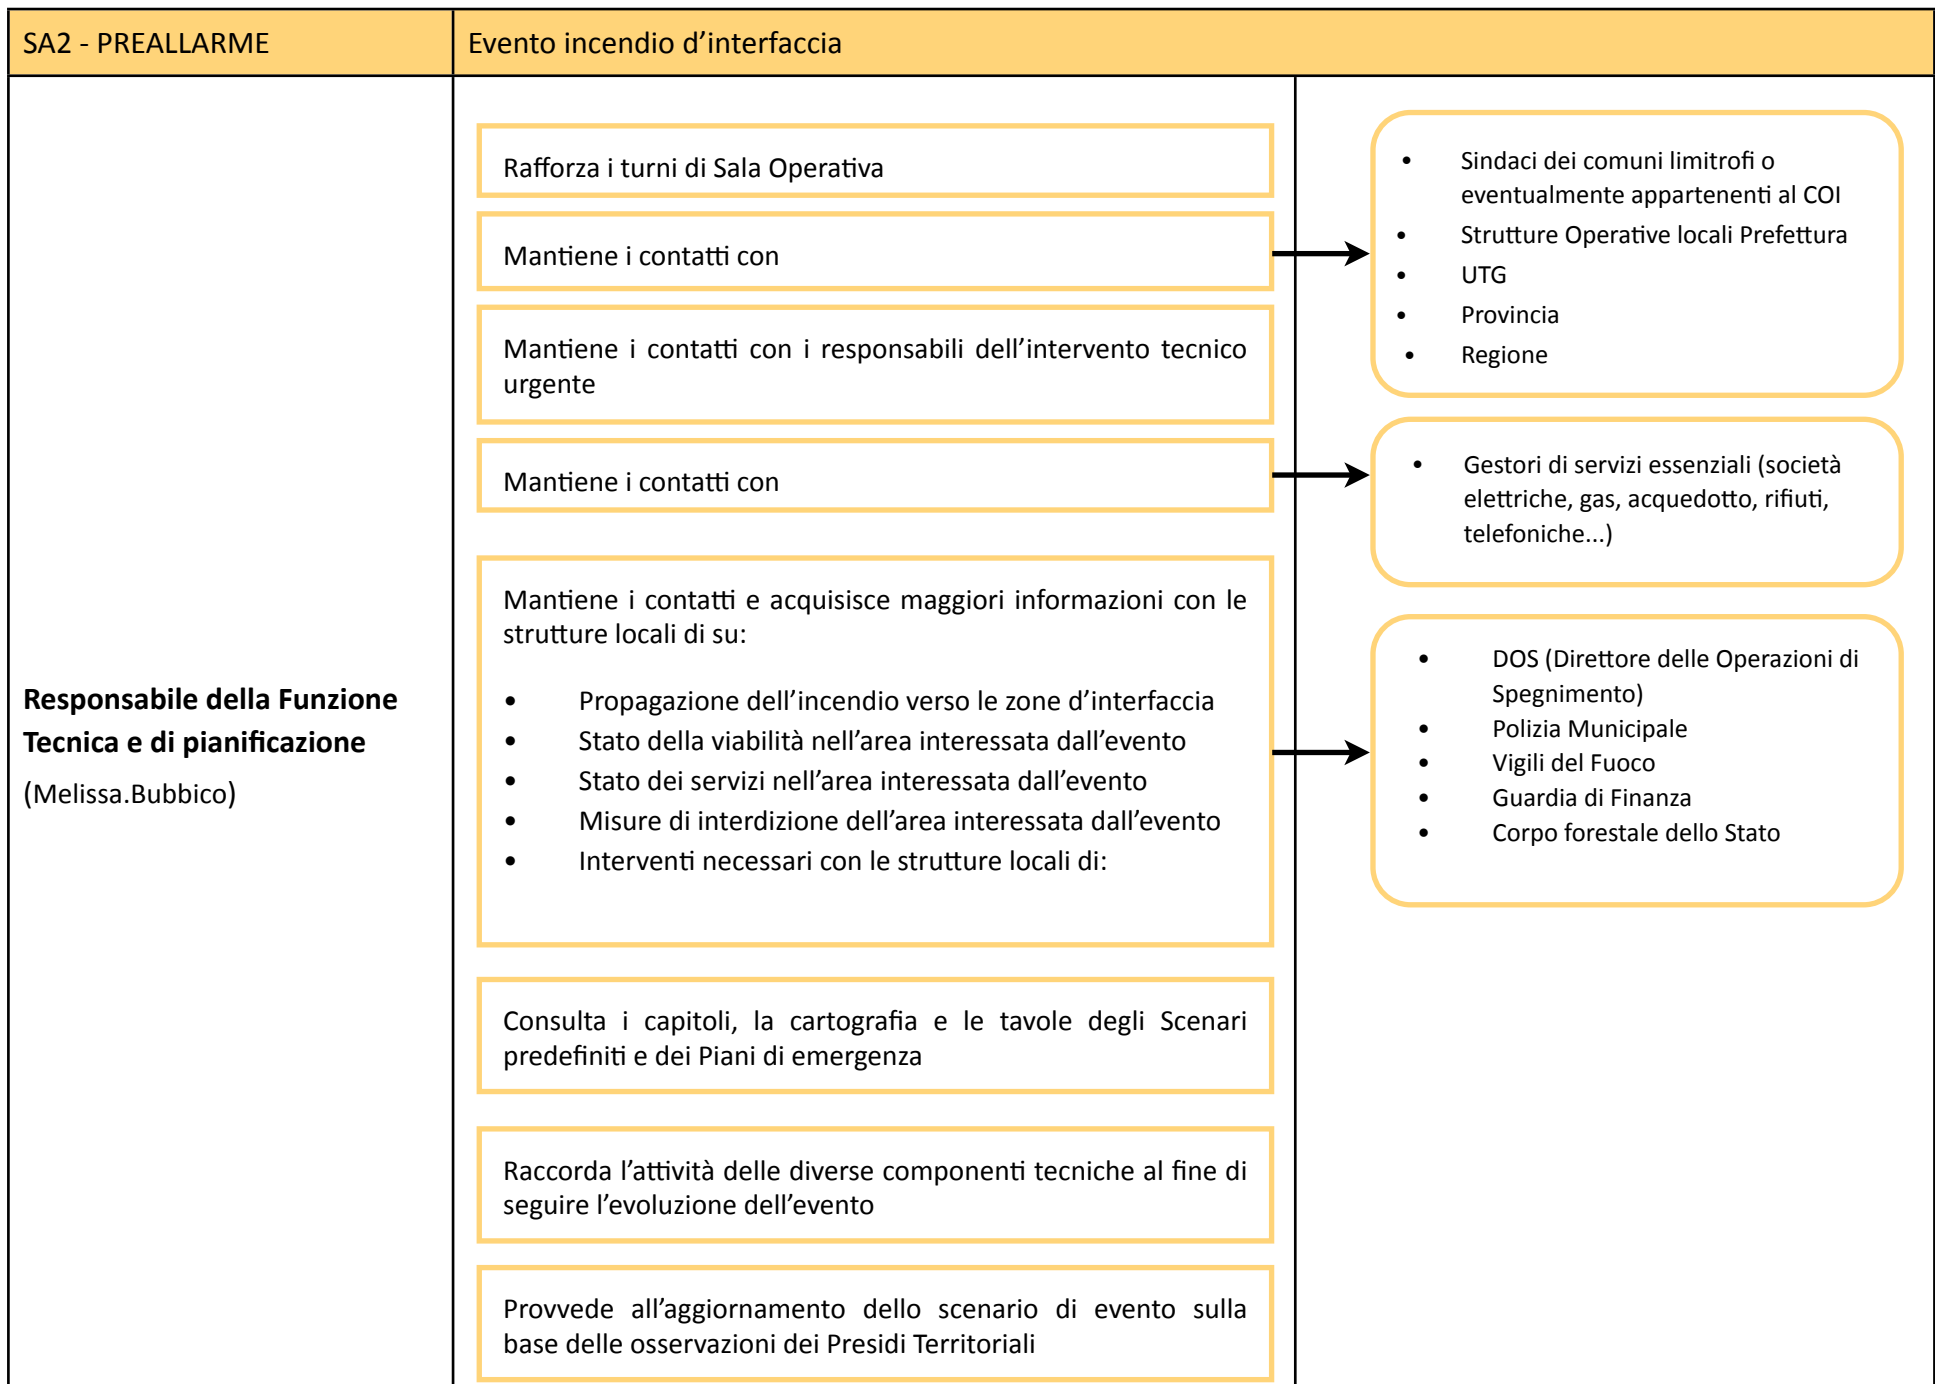 SA2 - PREALLARME
Evento incendio d’interfaccia
Responsabile della Funzione
Tecnica e di pianificazione
(Melissa.Bubbico)
Rafforza i turni di Sala Operativa
Mantiene i contatti con
• Sindaci dei comuni limitrofi o
eventualmente appartenenti al COI
• Strutture Operative locali Prefettura
• UTG
• Provincia
• Regione
Mantiene i contatti con i responsabili dell’intervento tecnico
urgente
Mantiene i contatti con
• Gestori di servizi essenziali (società
elettriche, gas, acquedotto, rifiuti,
telefoniche...)
Mantiene i contatti e acquisisce maggiori informazioni con le
strutture locali di su:
• Propagazione dell’incendio verso le zone d’interfaccia
• Stato della viabilità nell’area interessata dall’evento
• Stato dei servizi nell’area interessata dall’evento
• Misure di interdizione dell’area interessata dall’evento
• Interventi necessari con le strutture locali di:
• DOS (Direttore delle Operazioni di
Spegnimento)
• Polizia Municipale
• Vigili del Fuoco
• Guardia di Finanza
• Corpo forestale dello Stato
Consulta i capitoli, la cartografia e le tavole degli Scenari
predefiniti e dei Piani di emergenza
Raccorda l’attività delle diverse componenti tecniche al fine di
seguire l’evoluzione dell’evento
Provvede all’aggiornamento dello scenario di evento sulla
base delle osservazioni dei Presidi Territoriali